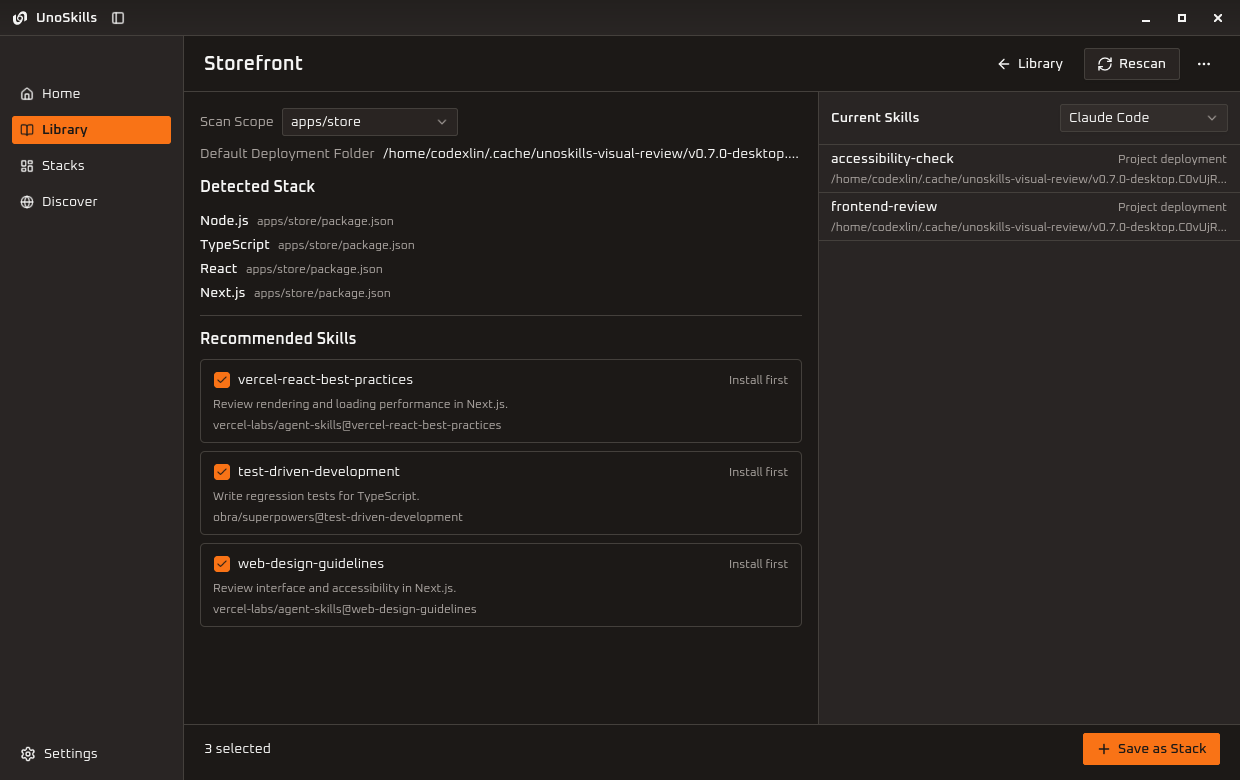 UnoSkills
Home
Library
Stacks
Discover
Settings
Storefront
Library
Rescan
Scan Scope apps/store
Default Deployment Folder /home/codexlin/.cache/unoskills-visual-review/v0.7.0-desktop....
Detected Stack
Node.js apps/store/package.json
TypeScript apps/store/package.json
React apps/store/package.json
Next.js apps/store/package.json
Recommended Skills
vercel-react-best-practices Install first
Review rendering and loading performance in Next.js.
vercel-labs/agent-skills@vercel-react-best-practices
test-driven-development Install first
Write regression tests for TypeScript.
obra/superpowers@test-driven-development
web-design-guidelines Install first
Review interface and accessibility in Next.js.
vercel-labs/agent-skills@web-design-guidelines
Current Skills Claude Code
accessibility-check Project deployment
/home/codexlin/.cache/unoskills-visual-review/v0.7.0-desktop.C0vUjR...
frontend-review Project deployment
/home/codexlin/.cache/unoskills-visual-review/v0.7.0-desktop.C0vUjR...
3 selected
Save as Stack